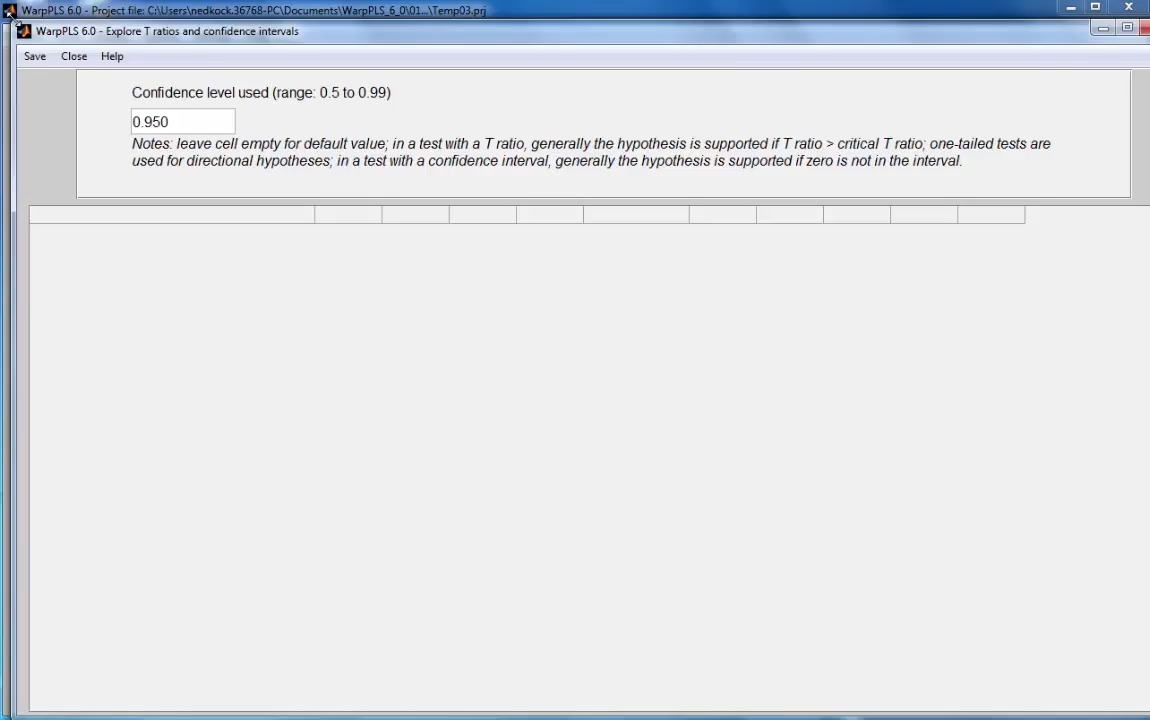 WarpPLS 6.0 - Project file: C:\Users\nedkock.36768-PC\Documents\WarpPLS_6_0\01...\Temp03.prj
WarpPLS 6.0 - Explore T ratios and confidence intervals
Save Close Help
Confidence level used (range: 0.5 to 0.99)
0.950
Notes: leave cell empty for default value; in a test with a T ratio, generally the hypothesis is supported if T ratio > critical T ratio; one-tailed tests are
used for directional hypotheses; in a test with a confidence interval, generally the hypothesis is supported if zero is not in the interval.